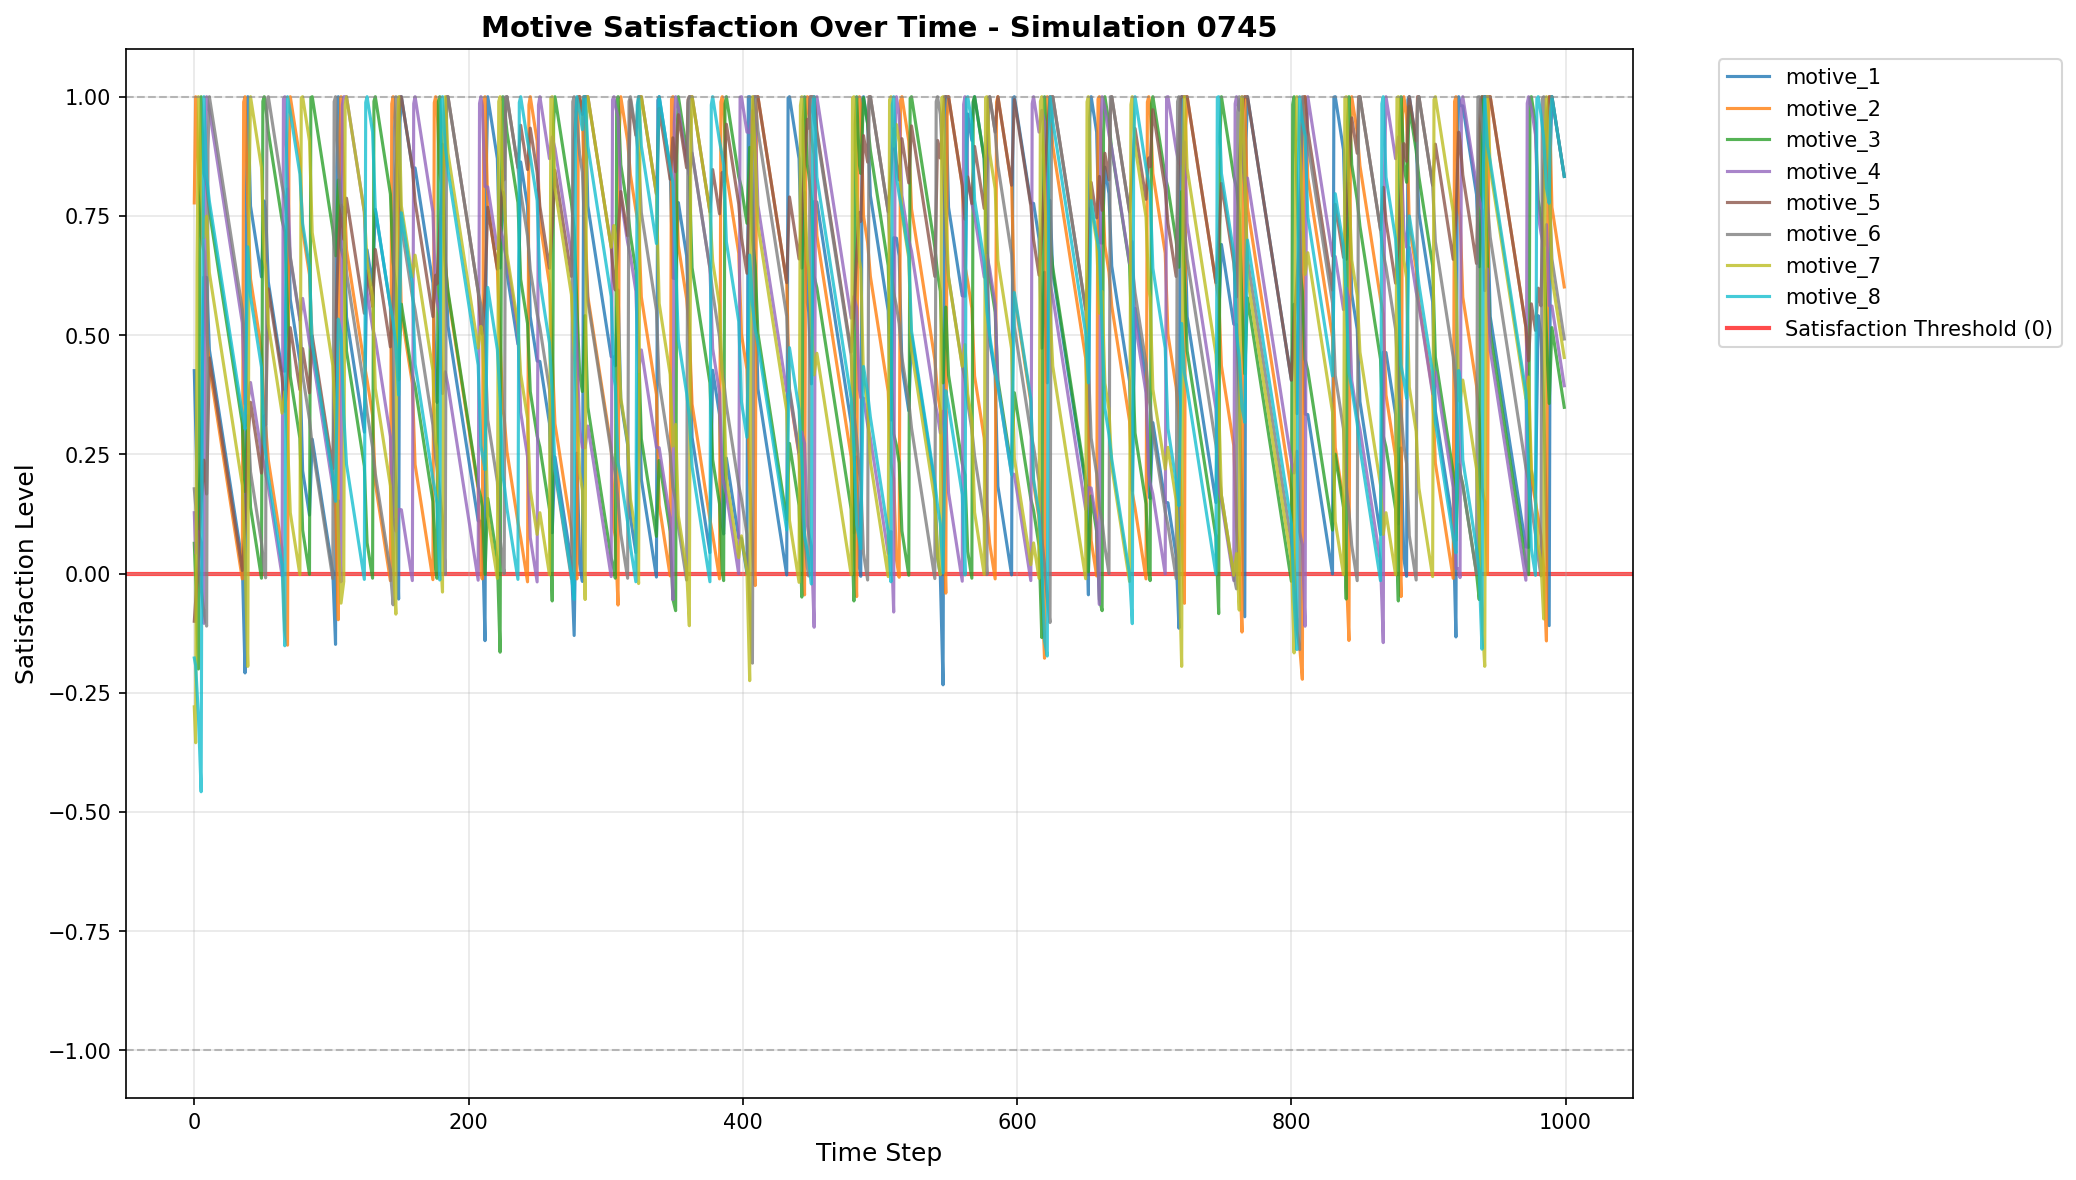 Motive Satisfaction Over Time - Simulation 0745
1.00
0.75
0.50
0.25
0.00
−0.25
−0.50
−0.75
−1.00
Satisfaction Level
0
200
400
600
800
1000
Time Step
motive_1
motive_2
motive_3
motive_4
motive_5
motive_6
motive_7
motive_8
Satisfaction Threshold (0)